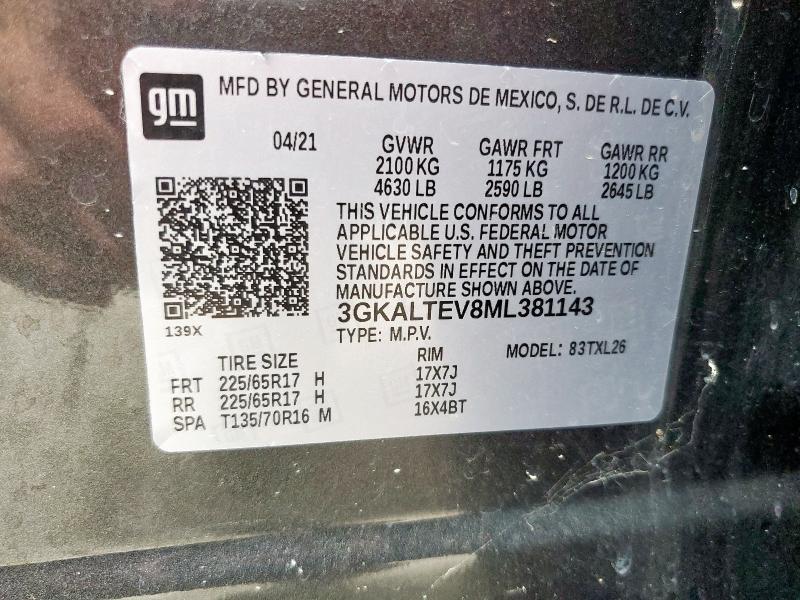 gm
MFD BY GENERAL MOTORS DE MEXICO, S. DE R.L. DE C.V.
04/21
GVWR GAWR FRT GAWR RR
2100 KG 1175 KG 1200 KG
4630 LB 2590 LB 2645 LB
THIS VEHICLE CONFORMS TO ALL
APPLICABLE U.S. FEDERAL MOTOR
VEHICLE SAFETY AND THEFT PREVENTION
STANDARDS IN EFFECT ON THE DATE OF
MANUFACTURE SHOWN ABOVE.
3GKALTEV8ML381143
139X
TYPE: M.P.V.
TIRE SIZE RIM MODEL: 83TXL26
FRT 225/65R17 H 17X7J
RR 225/65R17 H 17X7J
SPA T135/70R16 M 16X4BT